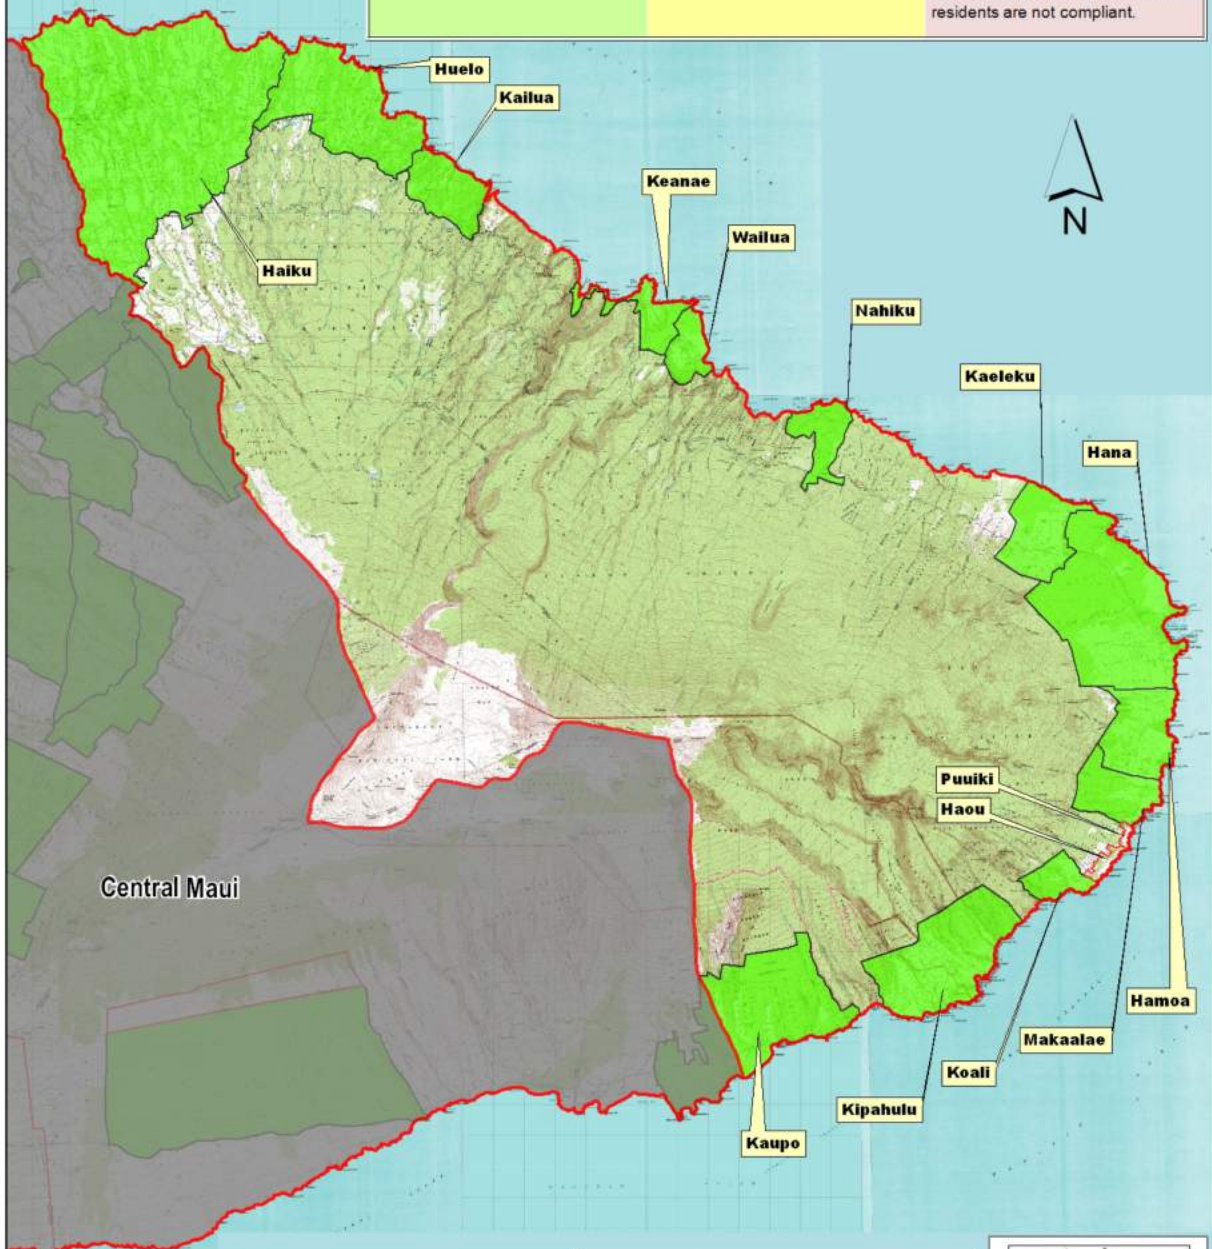 residents are not compliant.
Huelo
Kailua
Keanae
Wailua
N
Haiku
Nahiku
Kaeleku
Hana
Puuiki
Haou
Central Maui
Hamoa
Makaalae
Koali
Kipahulu
Kaupo